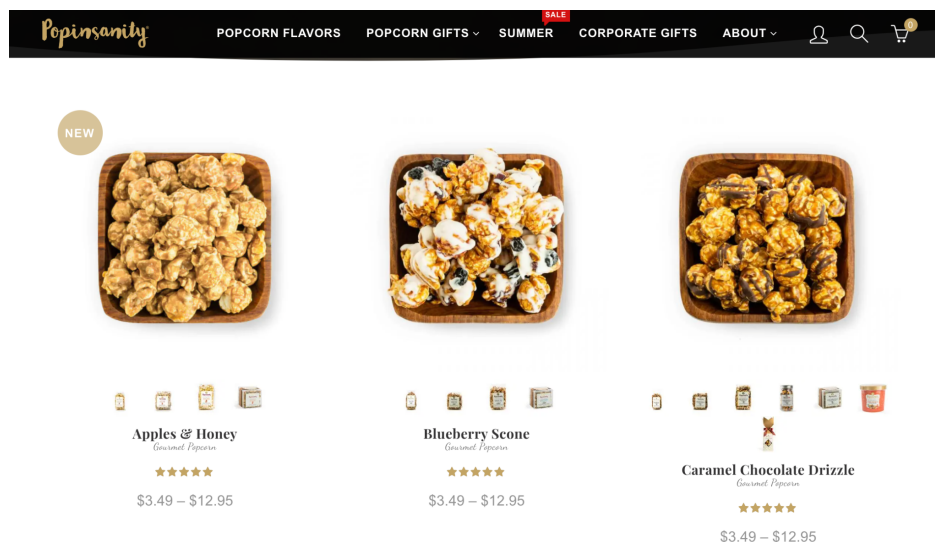 SALE
Popinsanity
POPCORN FLAVORS POPCORN GIFTS SUMMER CORPORATE GIFTS ABOUT 0
NEW
Apples & Honey
Gourmet Popcorn
$3.49 – $12.95
Blueberry Scone
Gourmet Popcorn
$3.49 – $12.95
Caramel Chocolate Drizzle
Gourmet Popcorn
$3.49 – $12.95